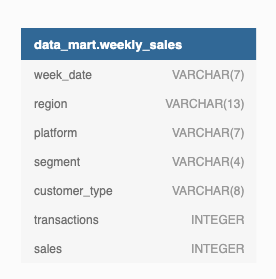 data_mart.weekly_sales
week_date VARCHAR(7)
region VARCHAR(13)
platform VARCHAR(7)
segment VARCHAR(4)
customer_type VARCHAR(8)
transactions INTEGER
sales INTEGER